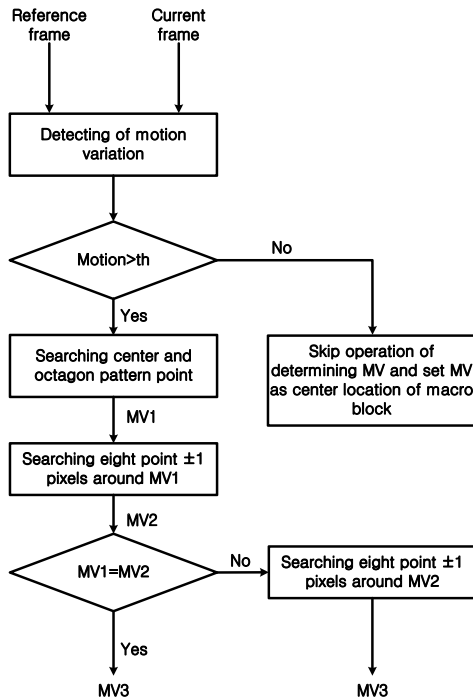 Reference
frame
Current
frame
Detecting of motion
variation
Motion>th
No
Yes
Searching center and
octagon pattern point
Skip operation of
determining MV and set MV
as center location of macro
block
MV1
Searching eight point ±1
pixels around MV1
MV2
MV1=MV2
No
Searching eight point ±1
pixels around MV2
Yes
MV3
MV3